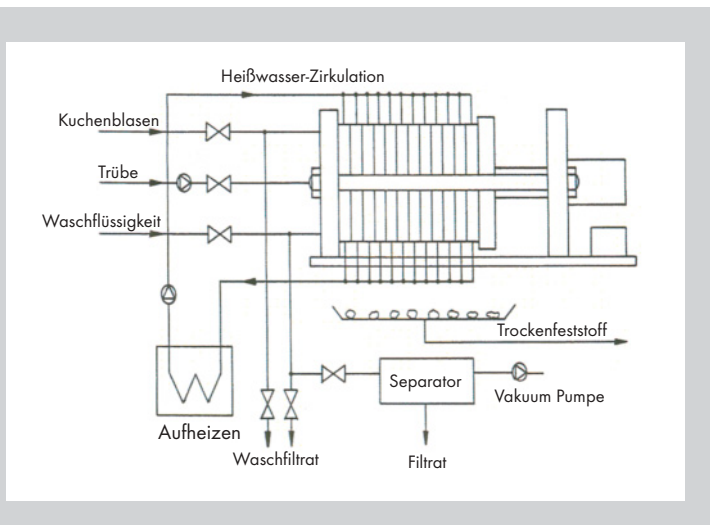 Heißwasser-Zirkulation
Kuchenblasen
Trübe
Waschflüssigkeit
Trockenfeststoff
Separator
Vakuum Pumpe
Aufheizen
Waschfiltrat
Filtrat